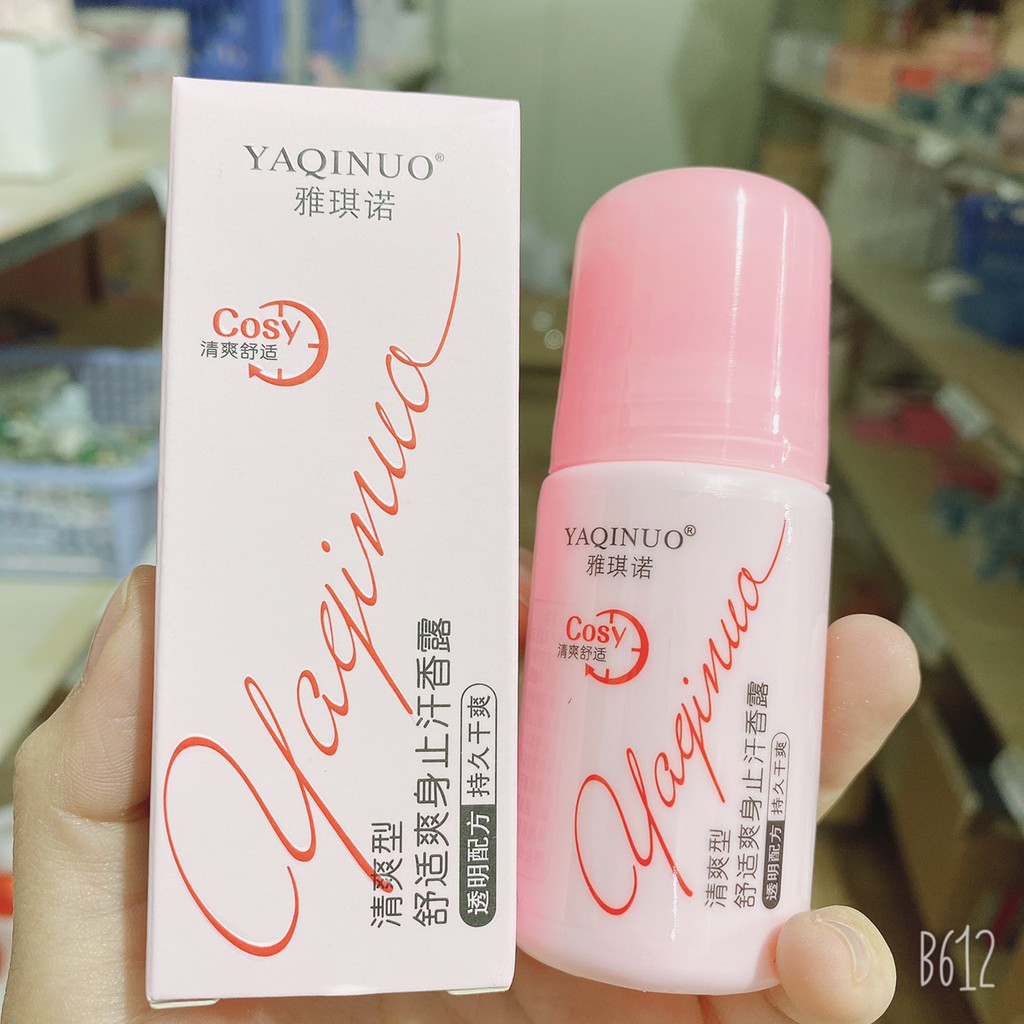 YAQINUO®
雅琪诺
Cosy
清爽舒适
Yaqinuo
清爽型
舒适爽身止汗香露
透明配方 持久干爽
YAQINUO®
雅琪诺
Cosy
清爽舒适
Yaqinuo
清爽型
舒适爽身止汗香露
透明配方 持久干爽
B612